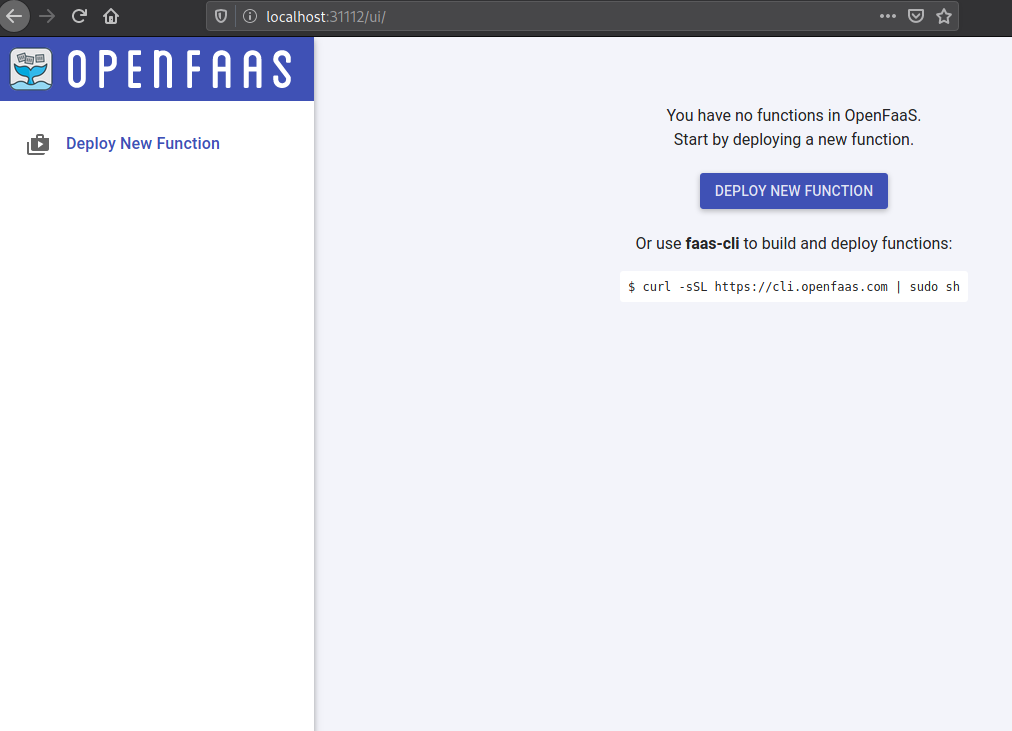 localhost:31112/ui/
OPENFAAS
Deploy New Function
You have no functions in OpenFaaS.
Start by deploying a new function.
DEPLOY NEW FUNCTION
Or use faas-cli to build and deploy functions:
$ curl -sSL https://cli.openfaas.com | sudo sh